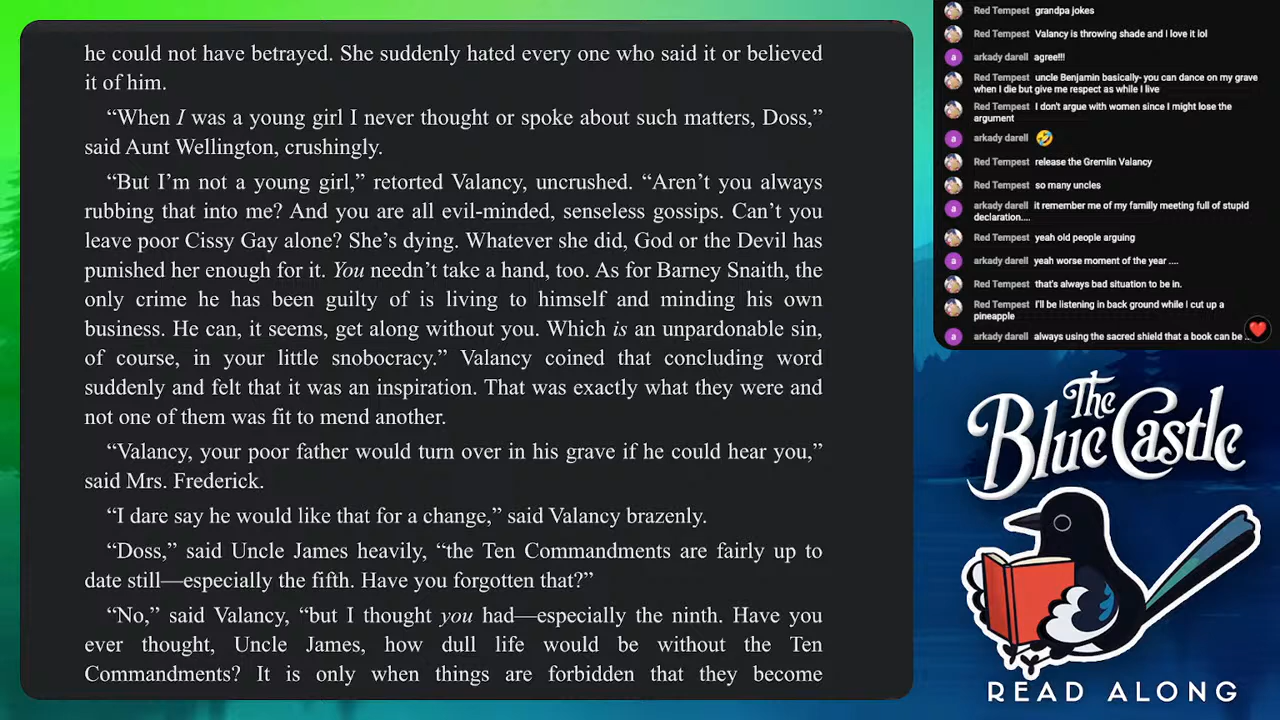 he could not have betrayed. She suddenly hated every one who said it or believed
it of him.
“When I was a young girl I never thought or spoke about such matters, Doss,”
said Aunt Wellington, crushingly.
“But I’m not a young girl,” retorted Valancy, uncrushed. “Aren’t you always
rubbing that into me? And you are all evil-minded, senseless gossips. Can’t you
leave poor Cissy Gay alone? She’s dying. Whatever she did, God or the Devil has
punished her enough for it. You needn’t take a hand, too. As for Barney Snaith, the
only crime he has been guilty of is living to himself and minding his own
business. He can, it seems, get along without you. Which is an unpardonable sin,
of course, in your little snobocracy.” Valancy coined that concluding word
suddenly and felt that it was an inspiration. That was exactly what they were and
not one of them was fit to mend another.
“Valancy, your poor father would turn over in his grave if he could hear you,”
said Mrs. Frederick.
“I dare say he would like that for a change,” said Valancy brazenly.
“Doss,” said Uncle James heavily, “the Ten Commandments are fairly up to
date still—especially the fifth. Have you forgotten that?”
“No,” said Valancy, “but I thought you had—especially the ninth. Have you
ever thought, Uncle James, how dull life would be without the Ten
Commandments? It is only when things are forbidden that they become
Red Tempest grandpa jokes
Red Tempest Valancy is throwing shade and I love it lol
a arkady darell agree!!!
Red Tempest uncle Benjamin basically- you can dance on my grave
when I die but give me respect as while I live
Red Tempest I don't argue with women since I might lose the
argument
a arkady darell 🤣
Red Tempest release the Gremlin Valancy
Red Tempest so many uncles
a arkady darell it remember me of my familly meeting full of stupid
declaration....
Red Tempest yeah old people arguing
a arkady darell yeah worse moment of the year ....
Red Tempest that's always bad situation to be in.
Red Tempest I'll be listening in back ground while I cut up a
pineapple
a arkady darell always using the sacred shield that a book can be ...
The
Blue Castle
READ ALONG